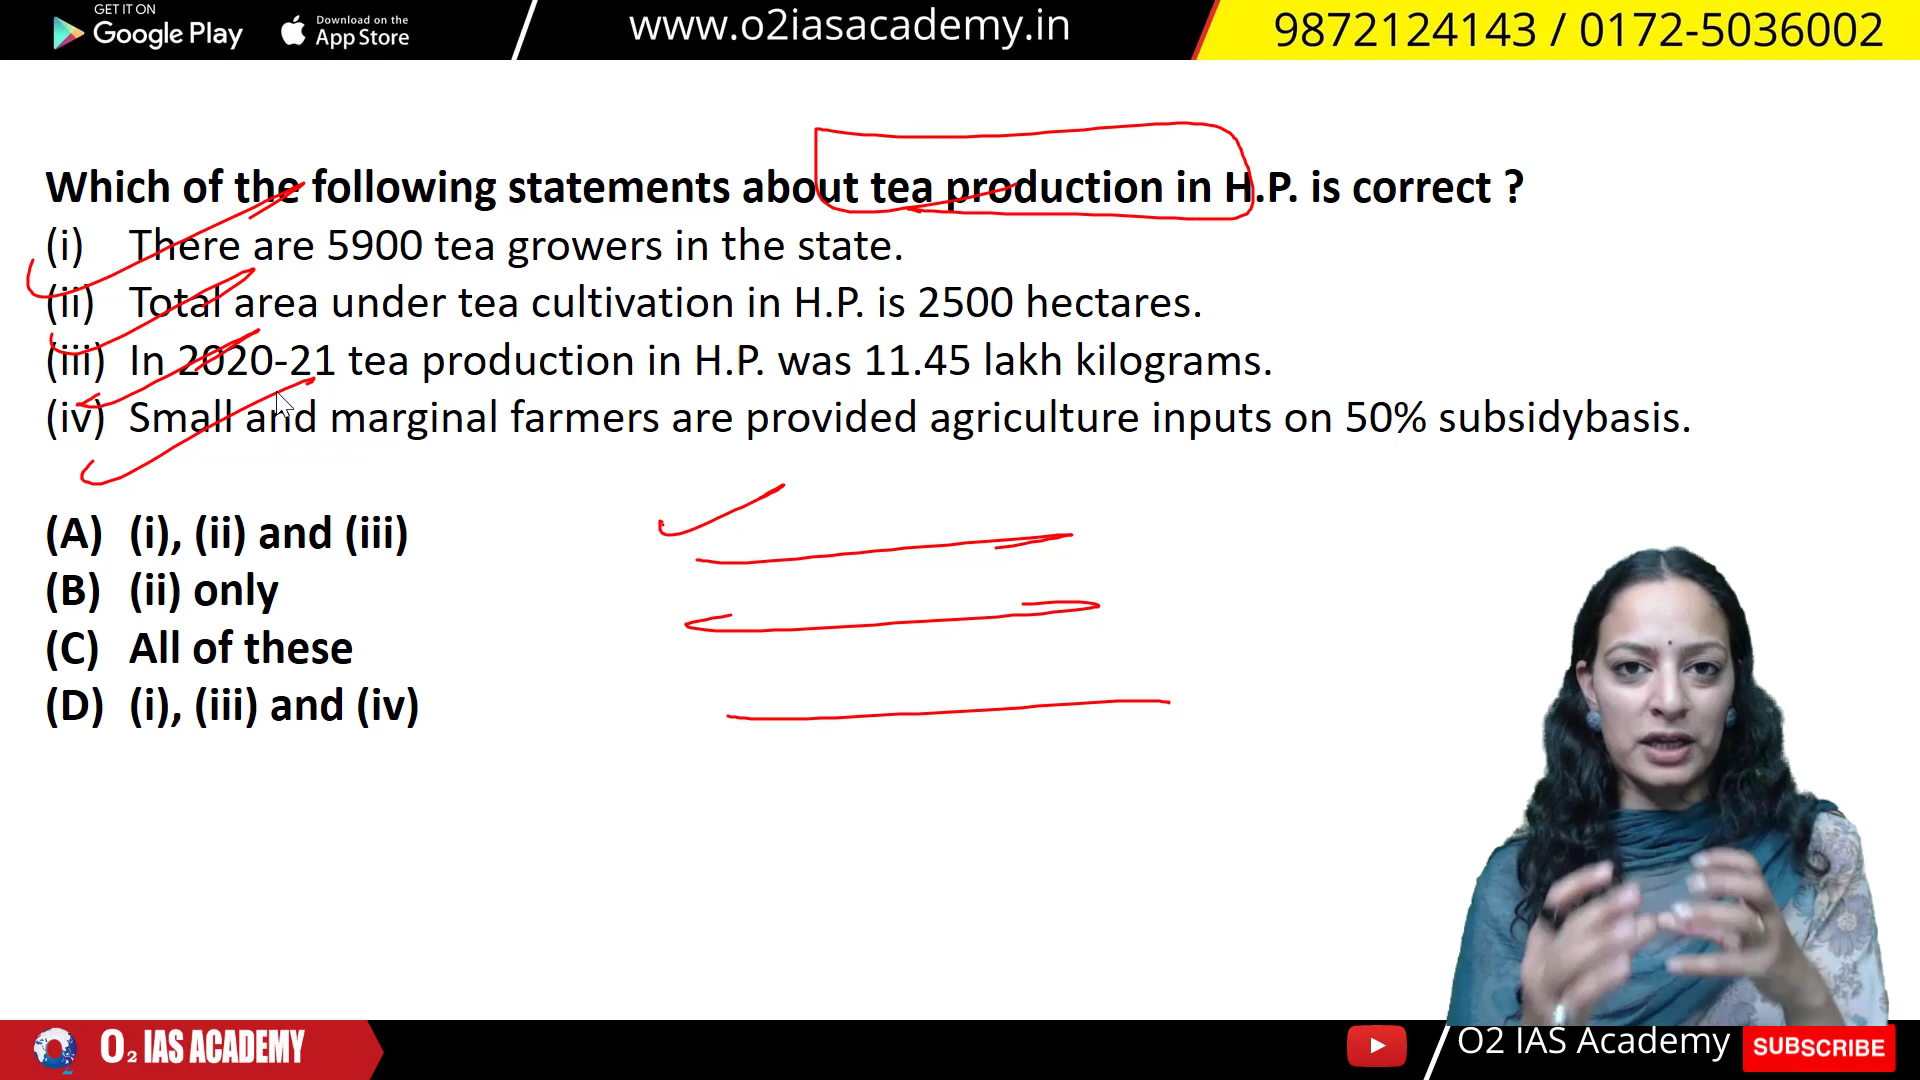 GET IT ON
Google Play
Download on the
App Store
www.o2iasacademy.in
9872124143 / 0172-5036002
Which of the following statements about tea production in H.P. is correct ?
(i) There are 5900 tea growers in the state.
(ii) Total area under tea cultivation in H.P. is 2500 hectares.
(iii) In 2020-21 tea production in H.P. was 11.45 lakh kilograms.
(iv) Small and marginal farmers are provided agriculture inputs on 50% subsidybasis.
(A) (i), (ii) and (iii)
(B) (ii) only
(C) All of these
(D) (i), (iii) and (iv)
O2 IAS ACADEMY
O2 IAS Academy
SUBSCRIBE